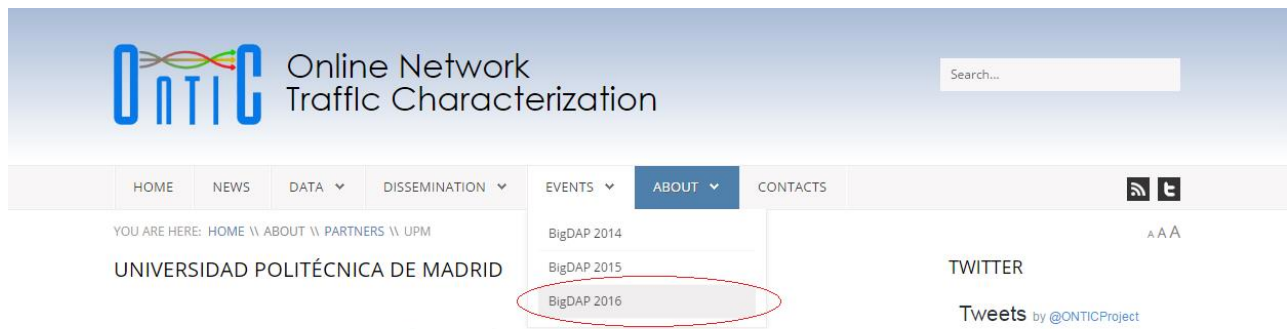 ONTIC
Online Network
TraffIc Characterization
Search...
HOME NEWS DATA DISSEMINATION EVENTS ABOUT CONTACTS
YOU ARE HERE: HOME \\ ABOUT \\ PARTNERS \\ UPM
A A A
BigDAP 2014
UNIVERSIDAD POLITÉCNICA DE MADRID
BigDAP 2015
BigDAP 2016
TWITTER
Tweets by @ONTICProject